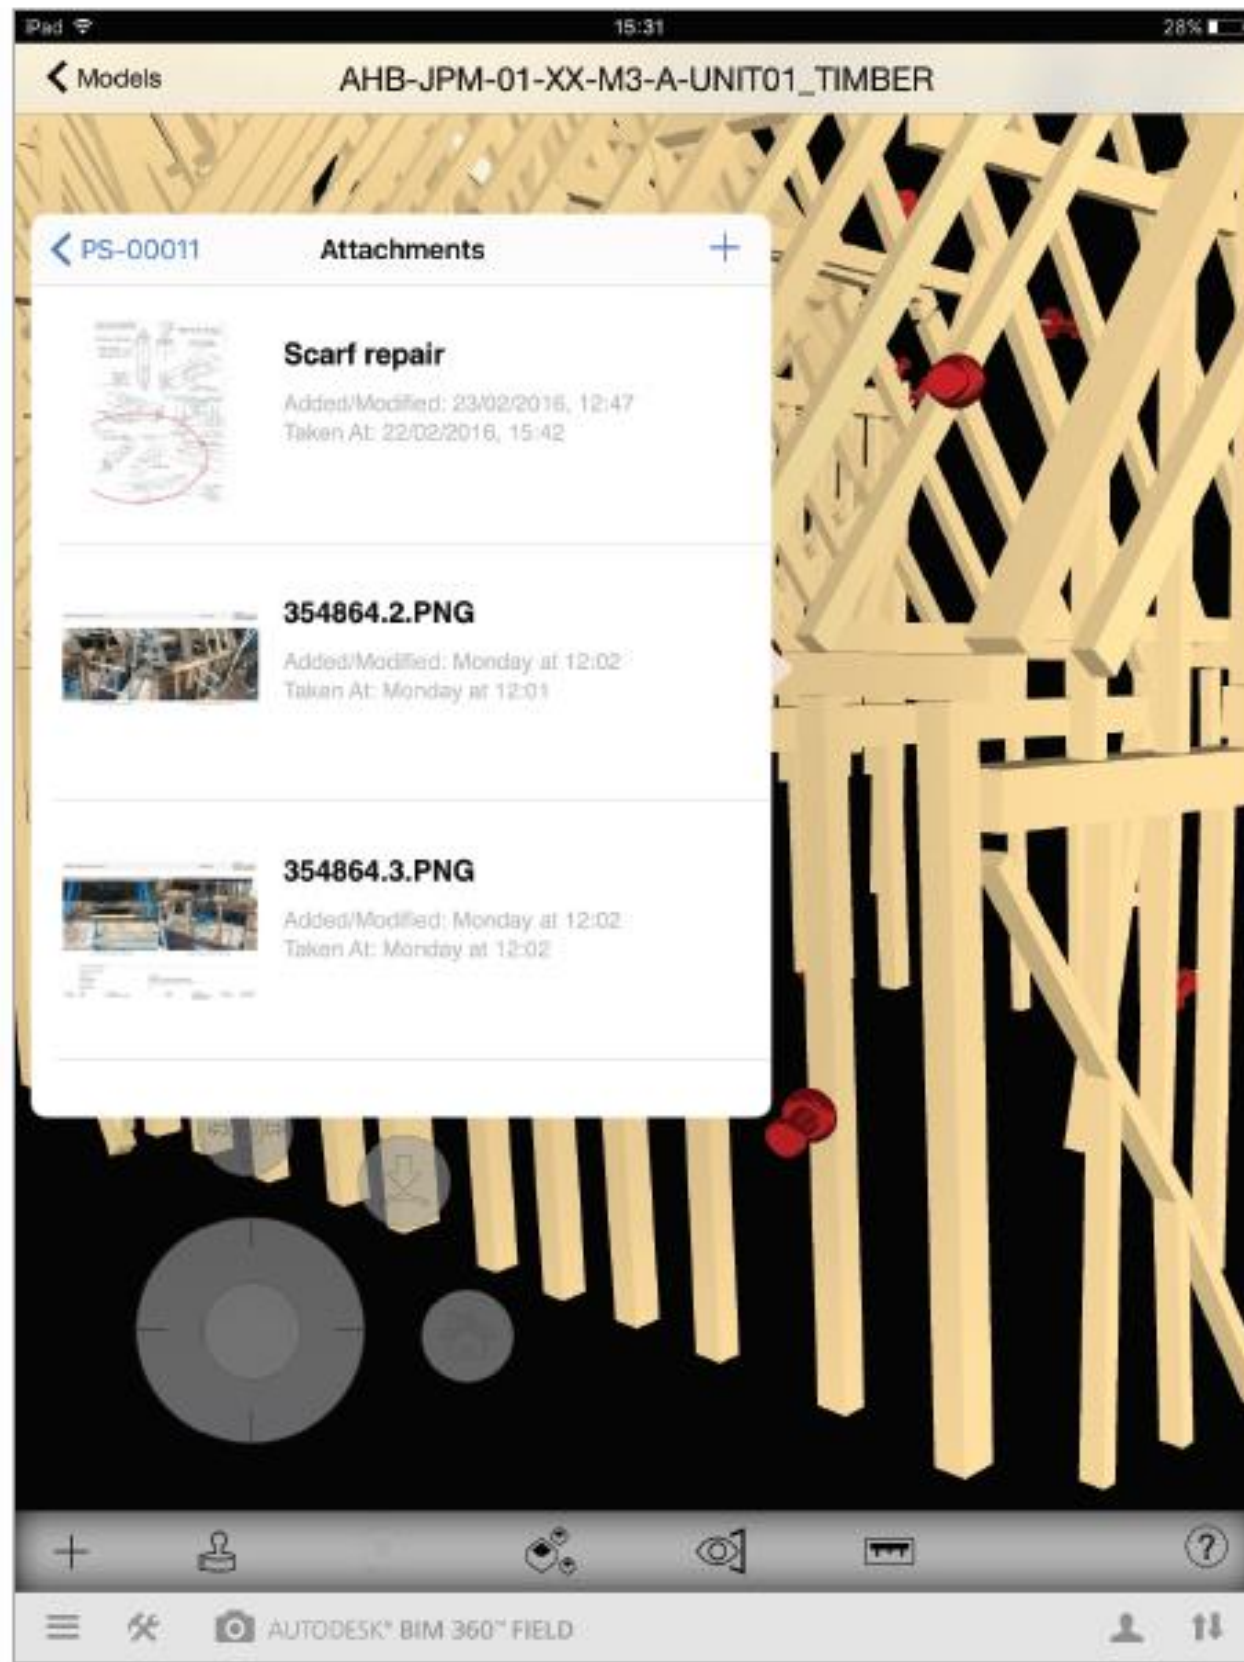 iPad 15:31 28%
Models AHB-JPM-01-XX-M3-A-UNIT01_TIMBER
PS-00011 Attachments +
Scarf repair
Added/Modified: 23/02/2016, 12:47
Taken At: 22/02/2016, 15:42
354864.2.PNG
Added/Modified: Monday at 12:02
Taken At: Monday at 12:01
354864.3.PNG
Added/Modified: Monday at 12:02
Taken At: Monday at 12:02
?
AUTODESK® BIM 360™ FIELD